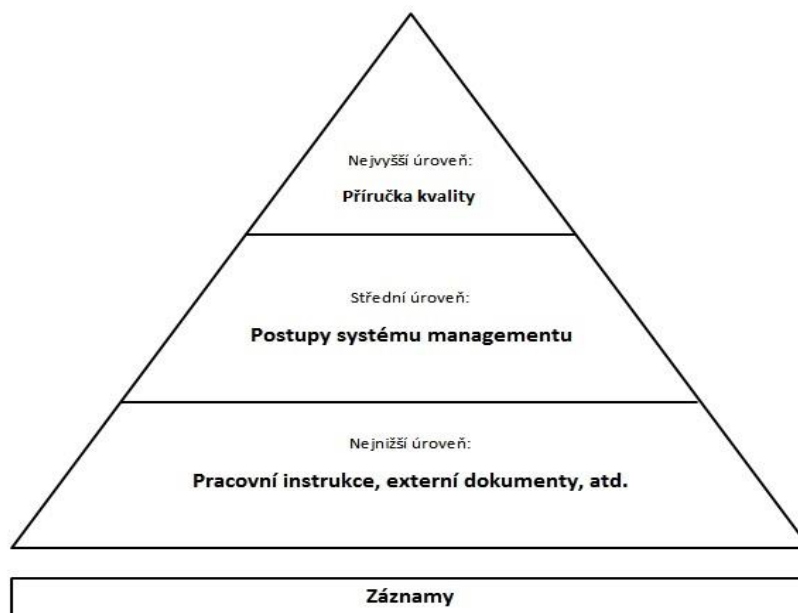 Nejvyšší úroveň:
Příručka kvality
Střední úroveň:
Postupy systému managementu
Nejnižší úroveň:
Pracovní instrukce, externí dokumenty, atd.
Záznamy